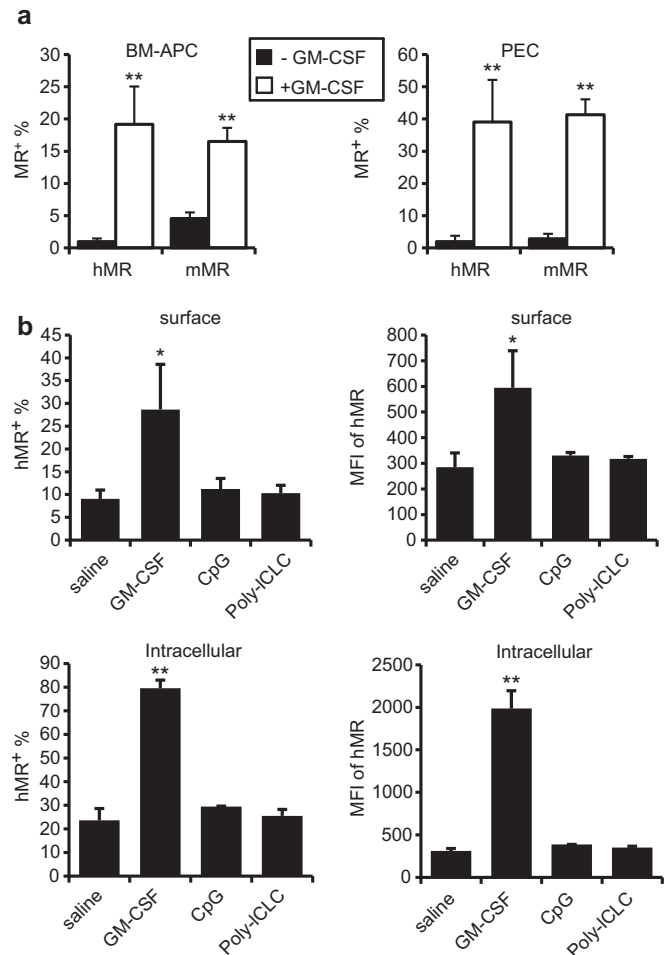 a
BM-APC
- GM-CSF
+GM-CSF
PEC
MR+ %
30
25
20
15
10
5
0
**
**
hMR
mMR
MR+ %
60
50
40
30
20
10
0
**
**
hMR
mMR
b
surface
hMR+ %
45
40
35
30
25
20
15
10
5
0
*
saline
GM-CSF
CpG
Poly-ICLC
surface
MFI of hMR
800
700
600
500
400
300
200
100
0
*
saline
GM-CSF
CpG
Poly-ICLC
Intracellular
hMR+ %
90
80
70
60
50
40
30
20
10
0
**
saline
GM-CSF
CpG
Poly-ICLC
Intracellular
MFI of hMR
2500
2000
1500
1000
500
0
**
saline
GM-CSF
CpG
Poly-ICLC